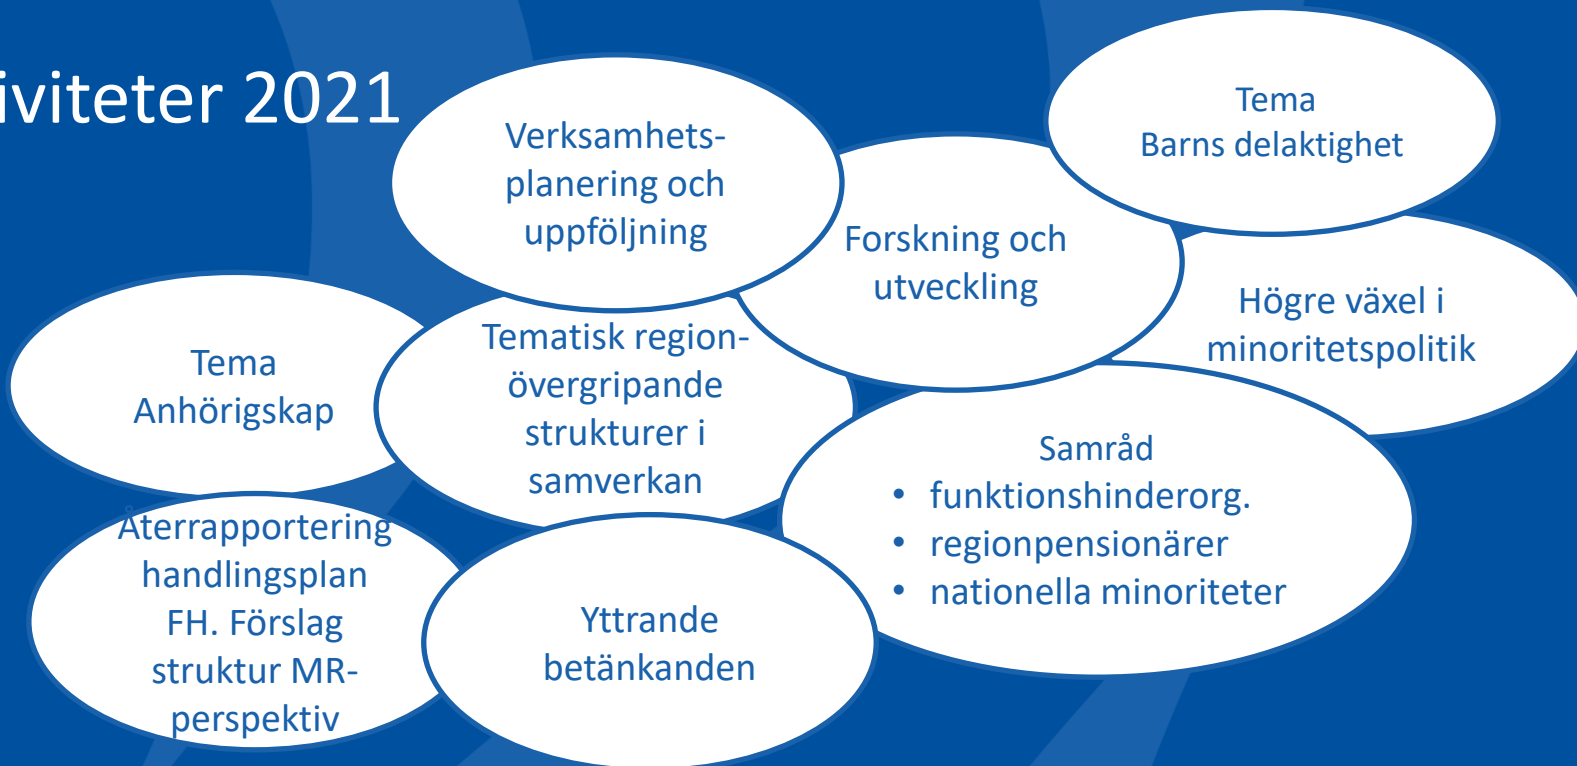 iviteter 2021
Verksamhets-
planering och
uppföljning
Tema
Barns delaktighet
Forskning och
utveckling
Högre växel i
minoritetspolitik
Tema
Anhörigskap
Tematisk region-
övergripande
strukturer i
samverkan
Samråd
• funktionshinderorg.
• regionpensionärer
• nationella minoriteter
Återrapportering
handlingsplan
FH. Förslag
struktur MR-
perspektiv
Yttrande
betänkanden